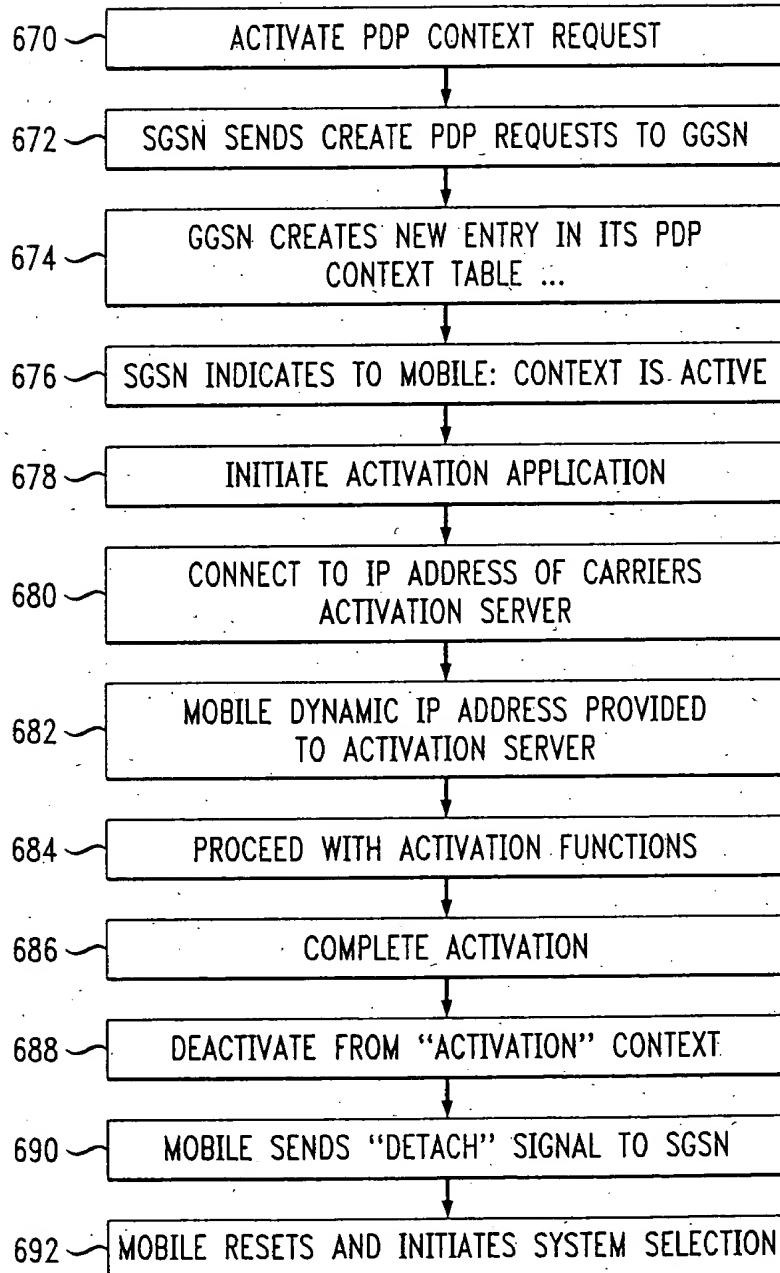 670 ACTIVATE PDP CONTEXT REQUEST
672 SGSN SENDS CREATE PDP REQUESTS TO GGSN
674 GGSN CREATES NEW ENTRY IN ITS PDP
CONTEXT TABLE ...
676 SGSN INDICATES TO MOBILE: CONTEXT IS ACTIVE
678 INITIATE ACTIVATION APPLICATION
680 CONNECT TO IP ADDRESS OF CARRIERS
ACTIVATION SERVER
682 MOBILE DYNAMIC IP ADDRESS PROVIDED
TO ACTIVATION SERVER
684 PROCEED WITH ACTIVATION FUNCTIONS
686 COMPLETE ACTIVATION
688 DEACTIVATE FROM “ACTIVATION” CONTEXT
690 MOBILE SENDS “DETACH” SIGNAL TO SGSN
692 MOBILE RESETS AND INITIATES SYSTEM SELECTION